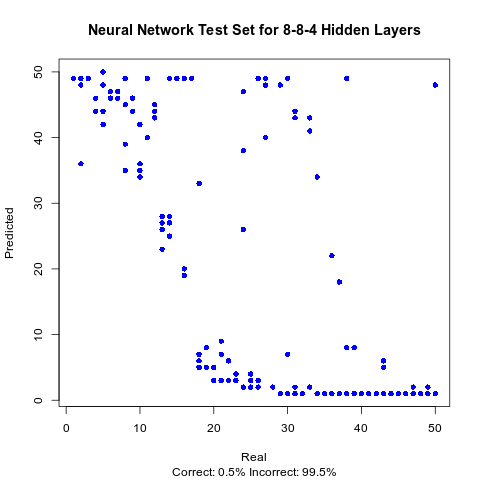 Neural Network Test Set for 8-8-4 Hidden Layers
Predicted
50
40
30
20
10
0
0 10 20 30 40 50
Real
Correct: 0.5% Incorrect: 99.5%